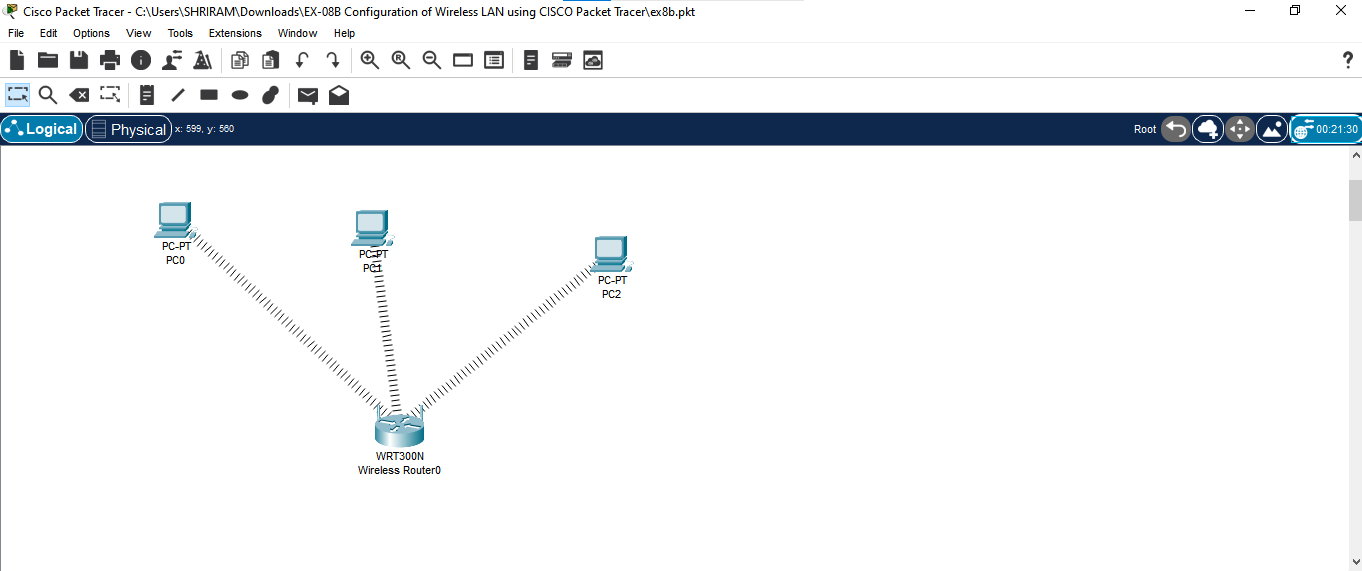 Cisco Packet Tracer - C:\Users\SHRIRAM\Downloads\EX-08B Configuration of Wireless LAN using CISCO Packet Tracer\ex8b.pkt
File Edit Options View Tools Extensions Window Help
Logical Physical x: 599, y: 560 Root 00:21:30
PC-PT
PC0
PC-PT
PC1
PC-PT
PC2
WRT300N
Wireless Router0